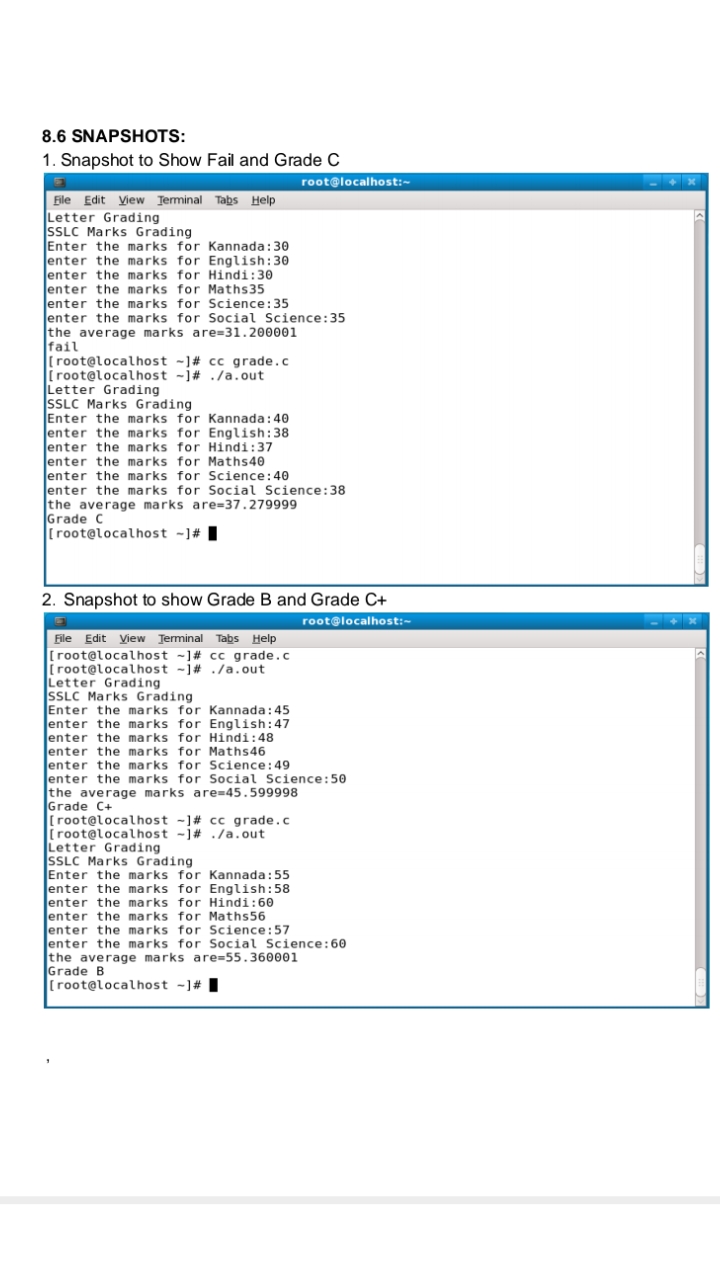 8.6 SNAPSHOTS:
1. Snapshot to Show Fail and Grade C
root@localhost:~
File Edit View Terminal Tabs Help
Letter Grading
SSLC Marks Grading
Enter the marks for Kannada:30
enter the marks for English:30
enter the marks for Hindi:30
enter the marks for Maths35
enter the marks for Science:35
enter the marks for Social Science:35
the average marks are=31.200001
fail
[root@localhost ~]# cc grade.c
[root@localhost ~]# ./a.out
Letter Grading
SSLC Marks Grading
Enter the marks for Kannada:40
enter the marks for English:38
enter the marks for Hindi:37
enter the marks for Maths40
enter the marks for Science:40
enter the marks for Social Science:38
the average marks are=37.279999
Grade C
[root@localhost ~]#
2. Snapshot to show Grade B and Grade C+
root@localhost:~
File Edit View Terminal Tabs Help
[root@localhost ~]# cc grade.c
[root@localhost ~]# ./a.out
Letter Grading
SSLC Marks Grading
Enter the marks for Kannada:45
enter the marks for English:47
enter the marks for Hindi:48
enter the marks for Maths46
enter the marks for Science:49
enter the marks for Social Science:50
the average marks are=45.599998
Grade C+
[root@localhost ~]# cc grade.c
[root@localhost ~]# ./a.out
Letter Grading
SSLC Marks Grading
Enter the marks for Kannada:55
enter the marks for English:58
enter the marks for Hindi:60
enter the marks for Maths56
enter the marks for Science:57
enter the marks for Social Science:60
the average marks are=55.360001
Grade B
[root@localhost ~]#
,